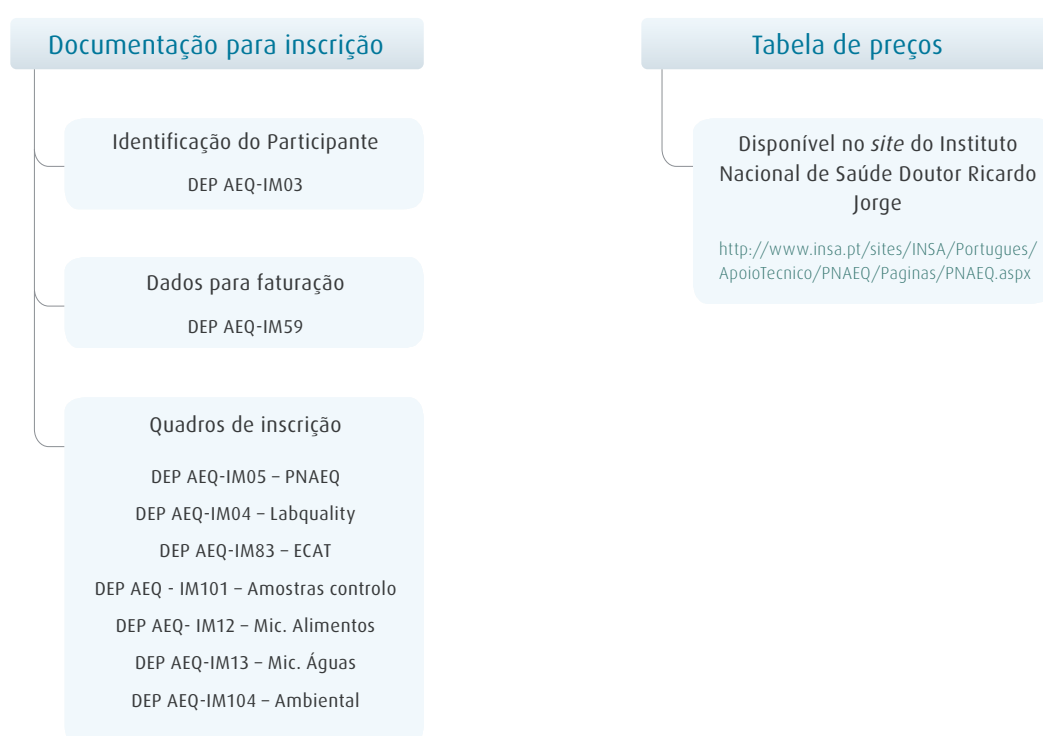 Documentação para inscrição
Identificação do Participante
DEP AEQ-IM03
Dados para faturação
DEP AEQ-IM59
Quadros de inscrição
DEP AEQ-IM05 – PNAEQ
DEP AEQ-IM04 – Labquality
DEP AEQ-IM83 – ECAT
DEP AEQ - IM101 – Amostras controlo
DEP AEQ- IM12 – Mic. Alimentos
DEP AEQ-IM13 – Mic. Águas
DEP AEQ-IM104 – Ambiental
Tabela de preços
Disponível no site do Instituto
Nacional de Saúde Doutor Ricardo
Jorge
http://www.insa.pt/sites/INSA/Portugues/
ApoioTecnico/PNAEQ/Paginas/PNAEQ.aspx